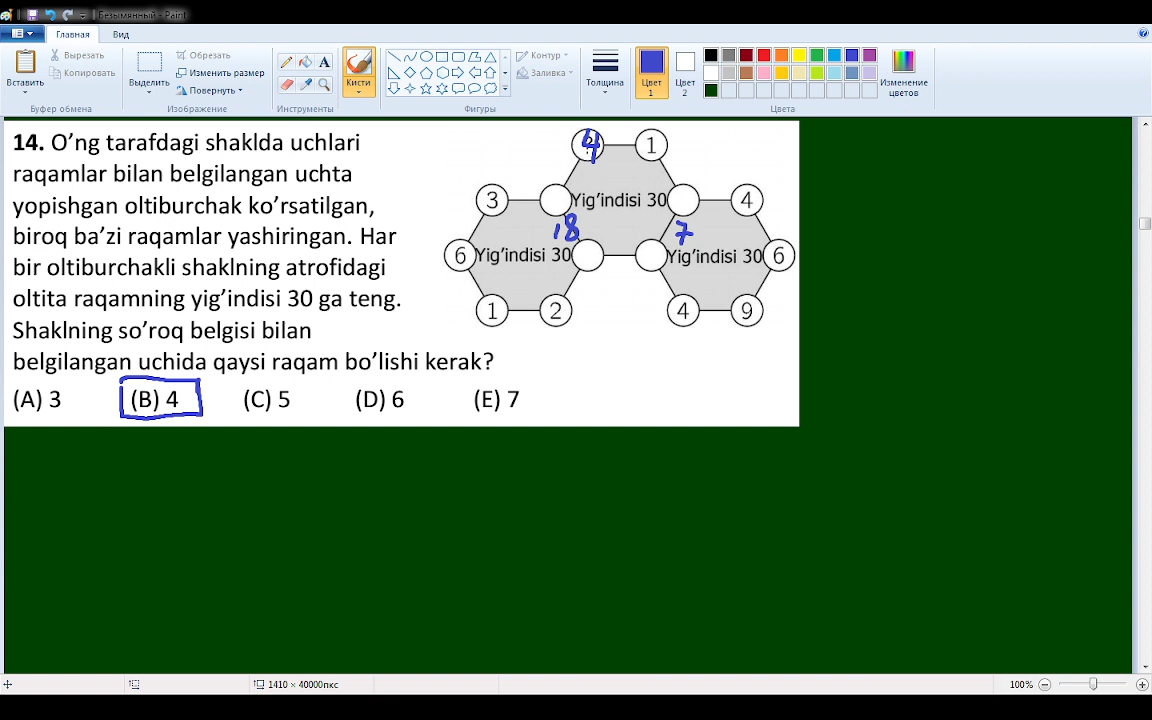 Безымянный - Paint
Главная Вид
Вставить
Вырезать
Копировать
Буфер обмена
Выделить
Обрезать
Изменить размер
Повернуть
Изображение
A
Инструменты
Кисти
Фигуры
Контур
Заливка
Толщина
Цвет 1
Цвет 2
Изменение цветов
Цвета
14. O’ng tarafdagi shaklda uchlari
raqamlar bilan belgilangan uchta
yopishgan oltiburchak ko’rsatilgan,
biroq ba’zi raqamlar yashiringan. Har
bir oltiburchakli shaklning atrofidagi
oltita raqamning yig’indisi 30 ga teng.
Shaklning so’roq belgisi bilan
belgilangan uchida qaysi raqam bo’lishi kerak?
4 1
3 Yig’indisi 30 4
18 7
6 Yig’indisi 30 Yig’indisi 30 6
1 2 4 9
(A) 3 (B) 4 (C) 5 (D) 6 (E) 7
1410 × 40000пкс
100%